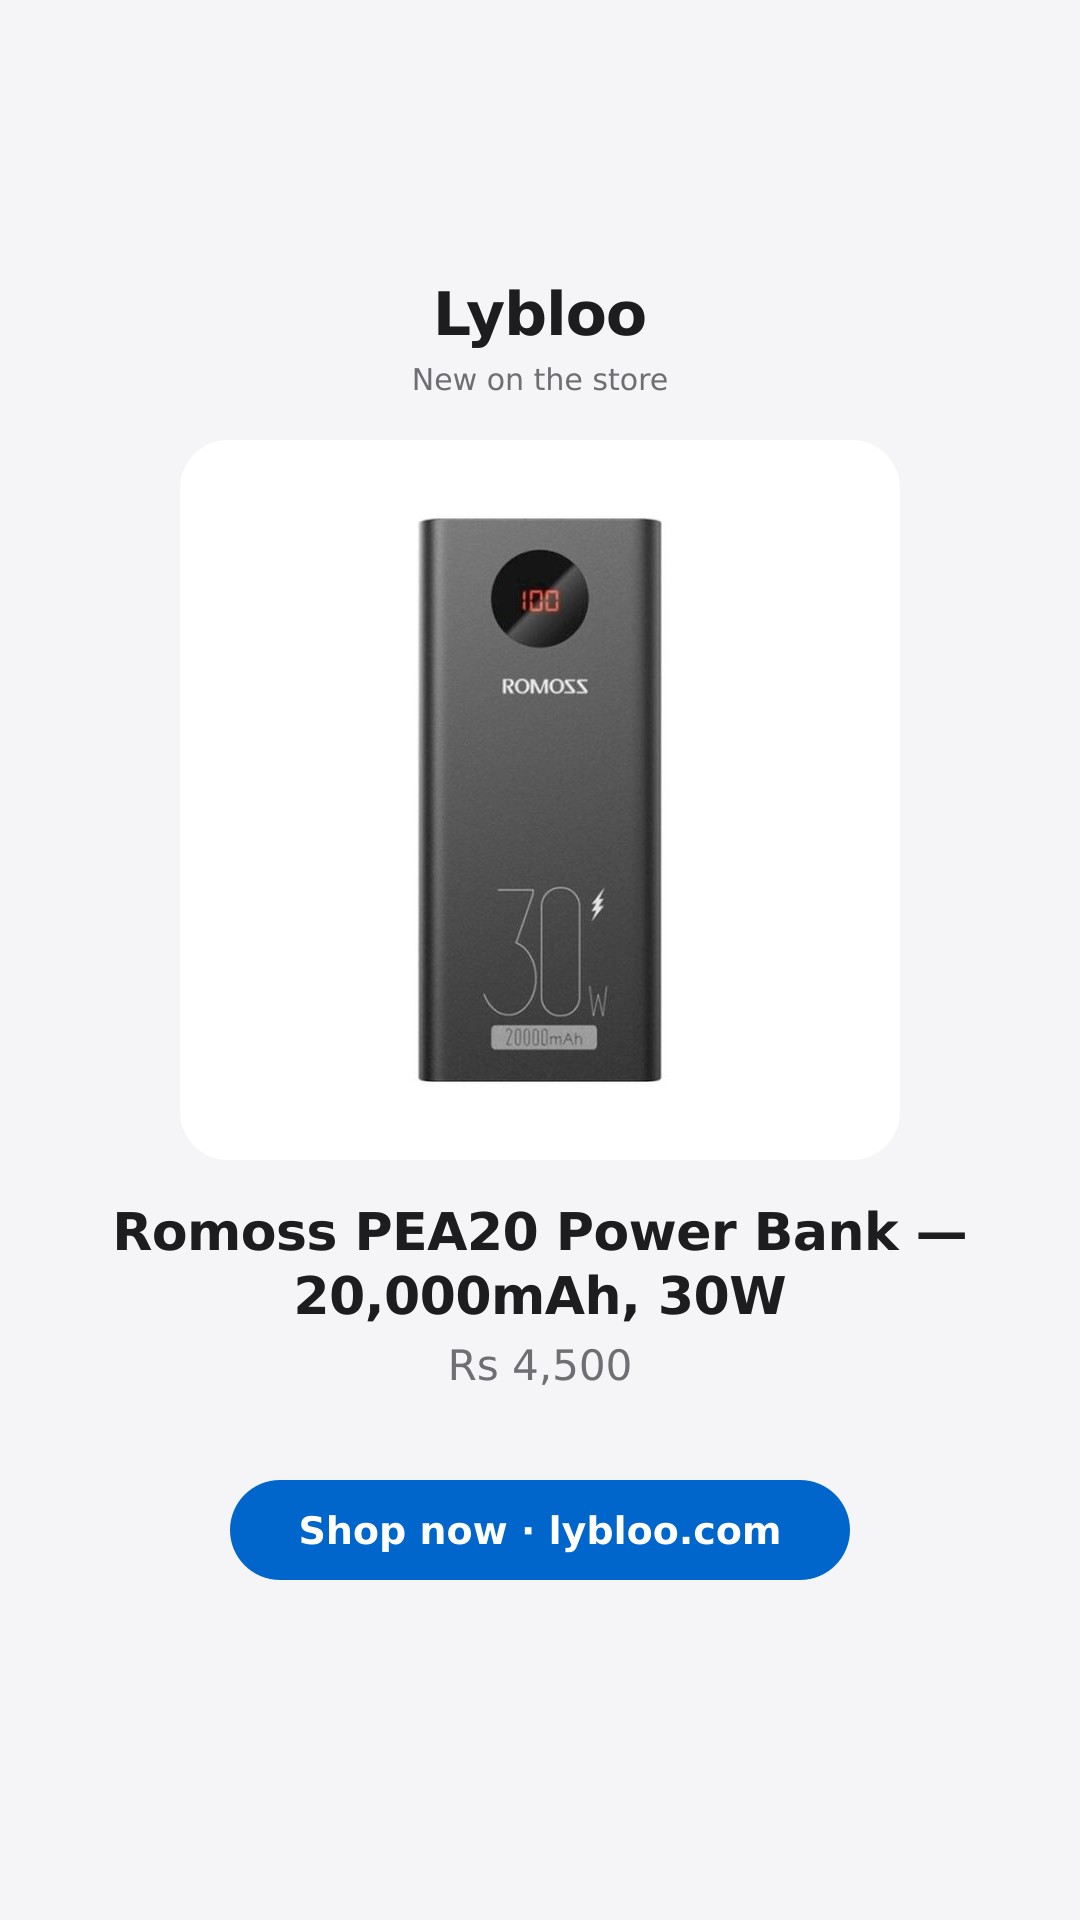 Lybloo
New on the store
100
ROMOSS
30W
20000mAh
Romoss PEA20 Power Bank —
20,000mAh, 30W
Rs 4,500
Shop now · lybloo.com